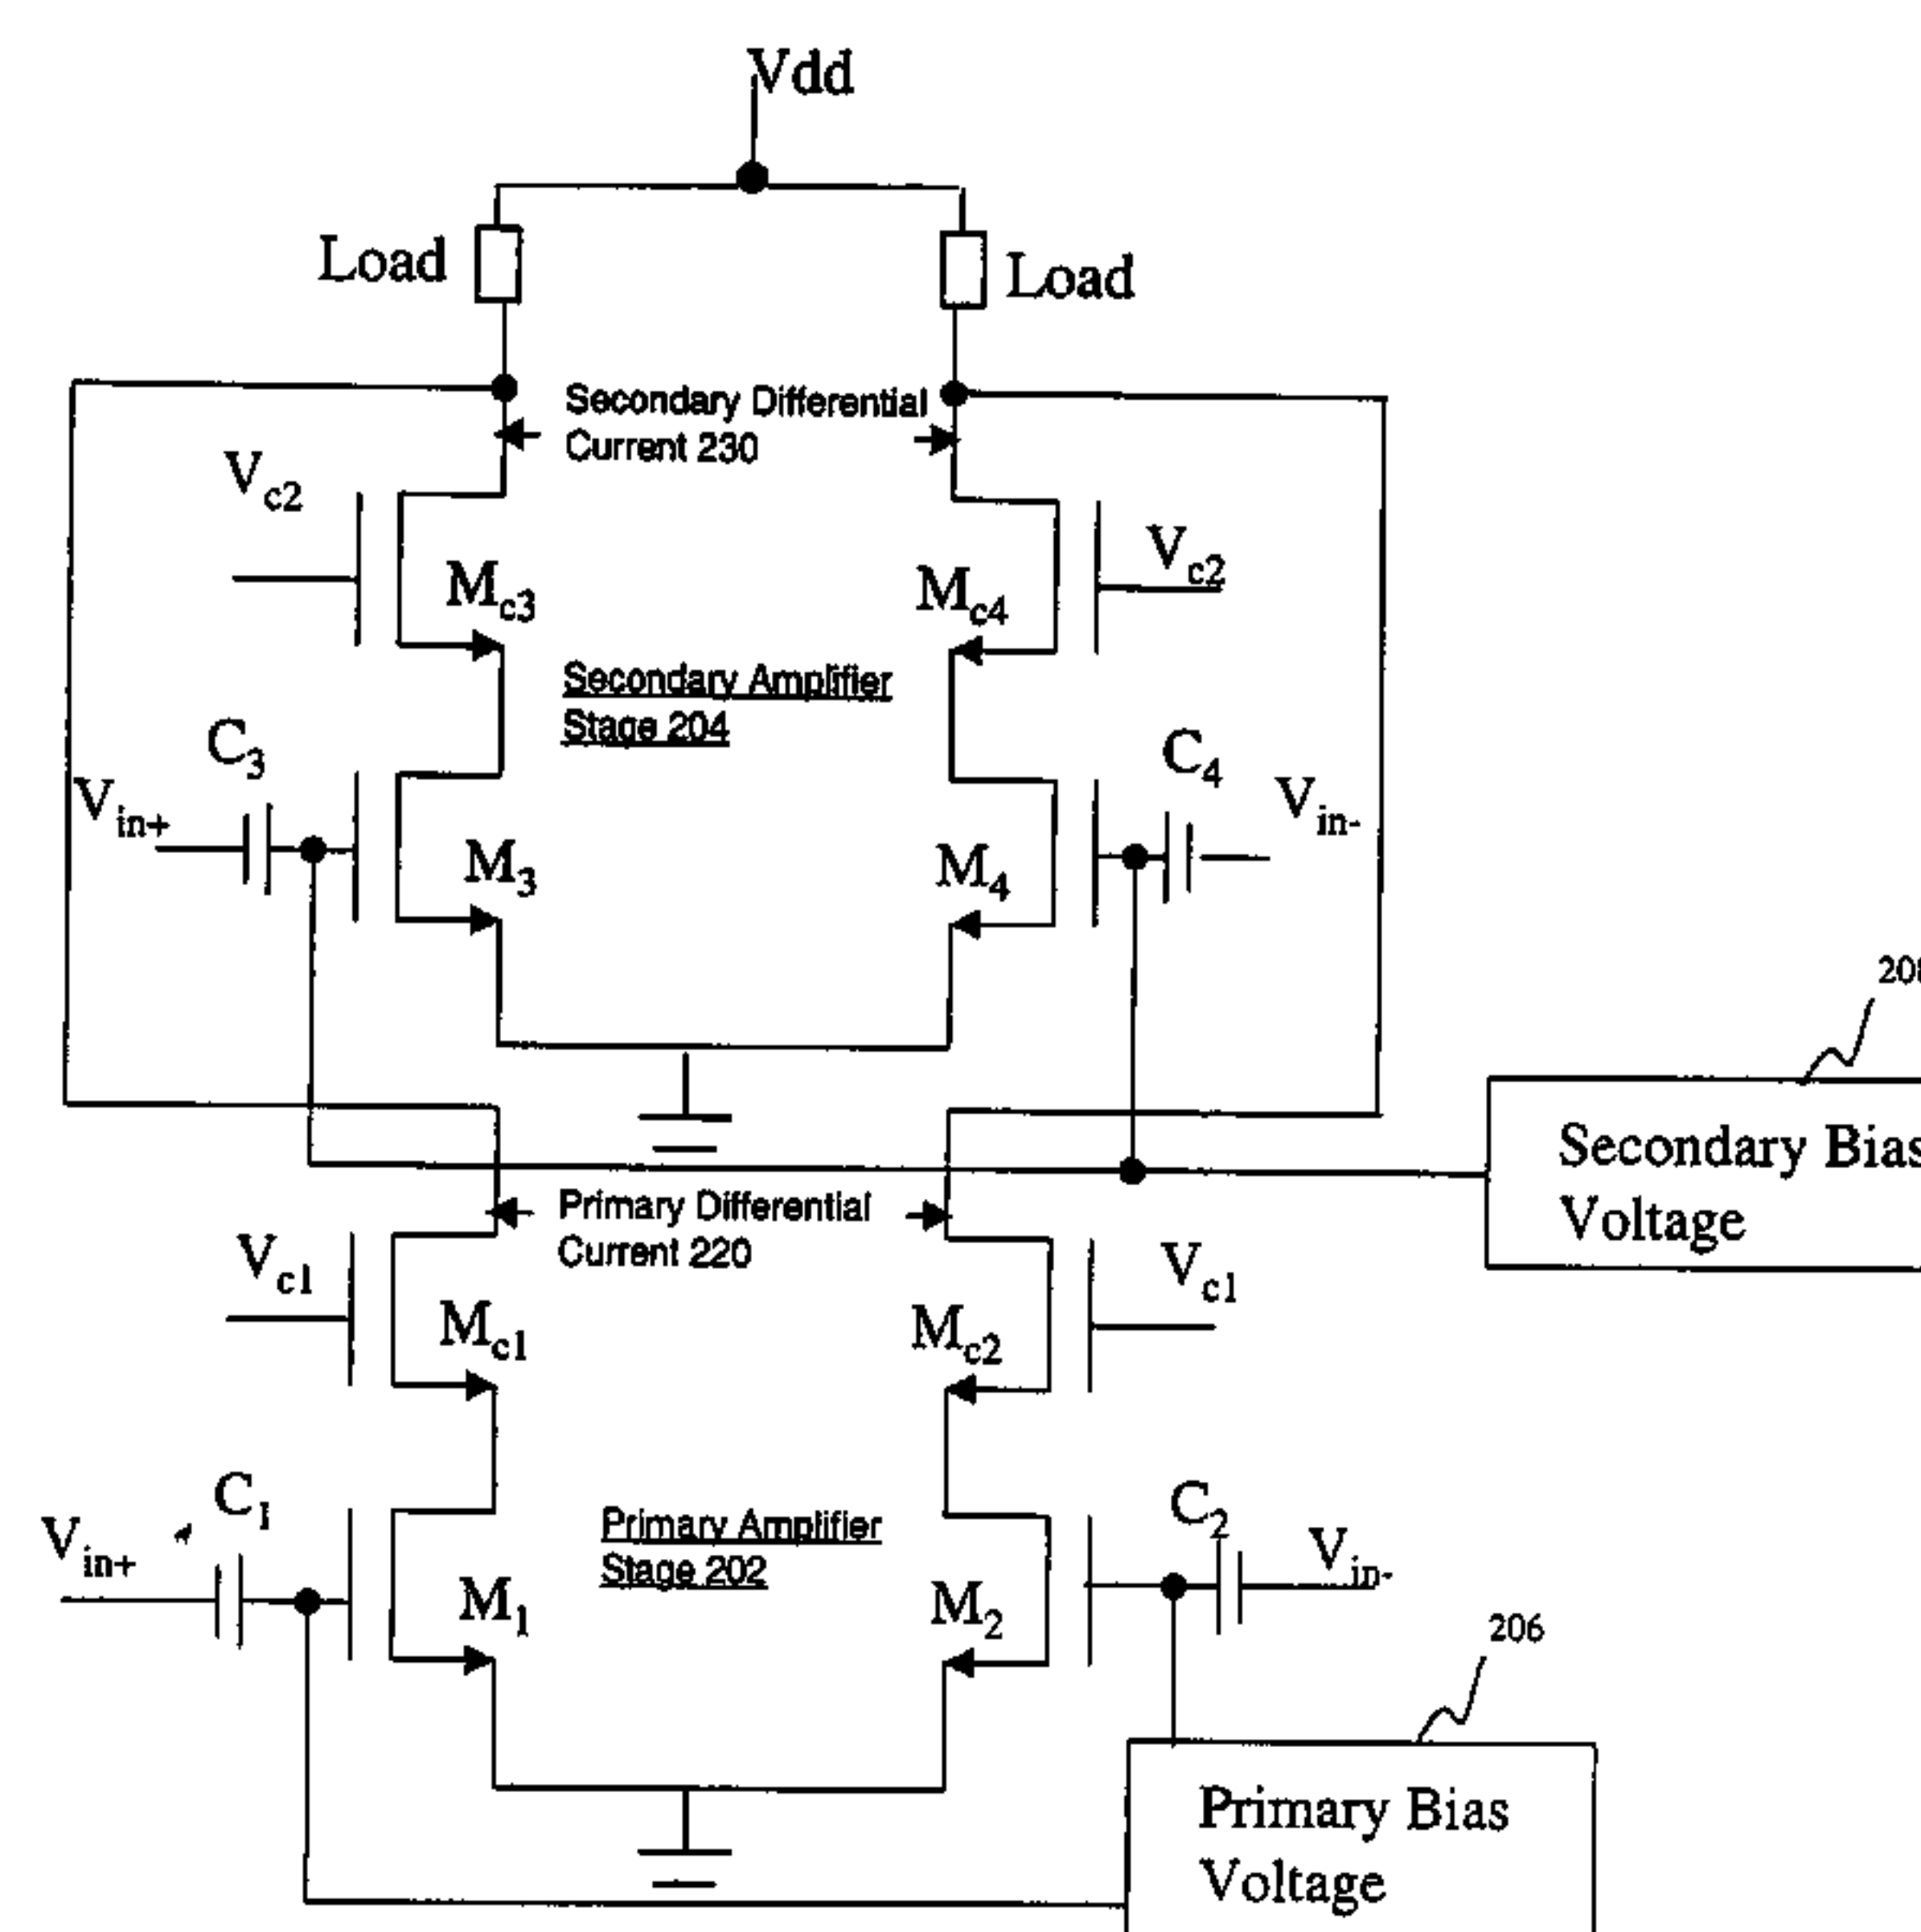 Vdd
Load
Load
Secondary Differential
Current 230
Vc2
Vc2
Mc3
Mc4
Secondary Amplifier
Stage 204
C3
C4
Vin+
Vin-
M3
M4
Secondary Bias
Voltage
Primary Differential
Current 220
Vc1
Vc1
Mc1
Mc2
Primary Amplifier
Stage 202
C1
C2
Vin+
Vin-
M1
M2
206
Primary Bias
Voltage